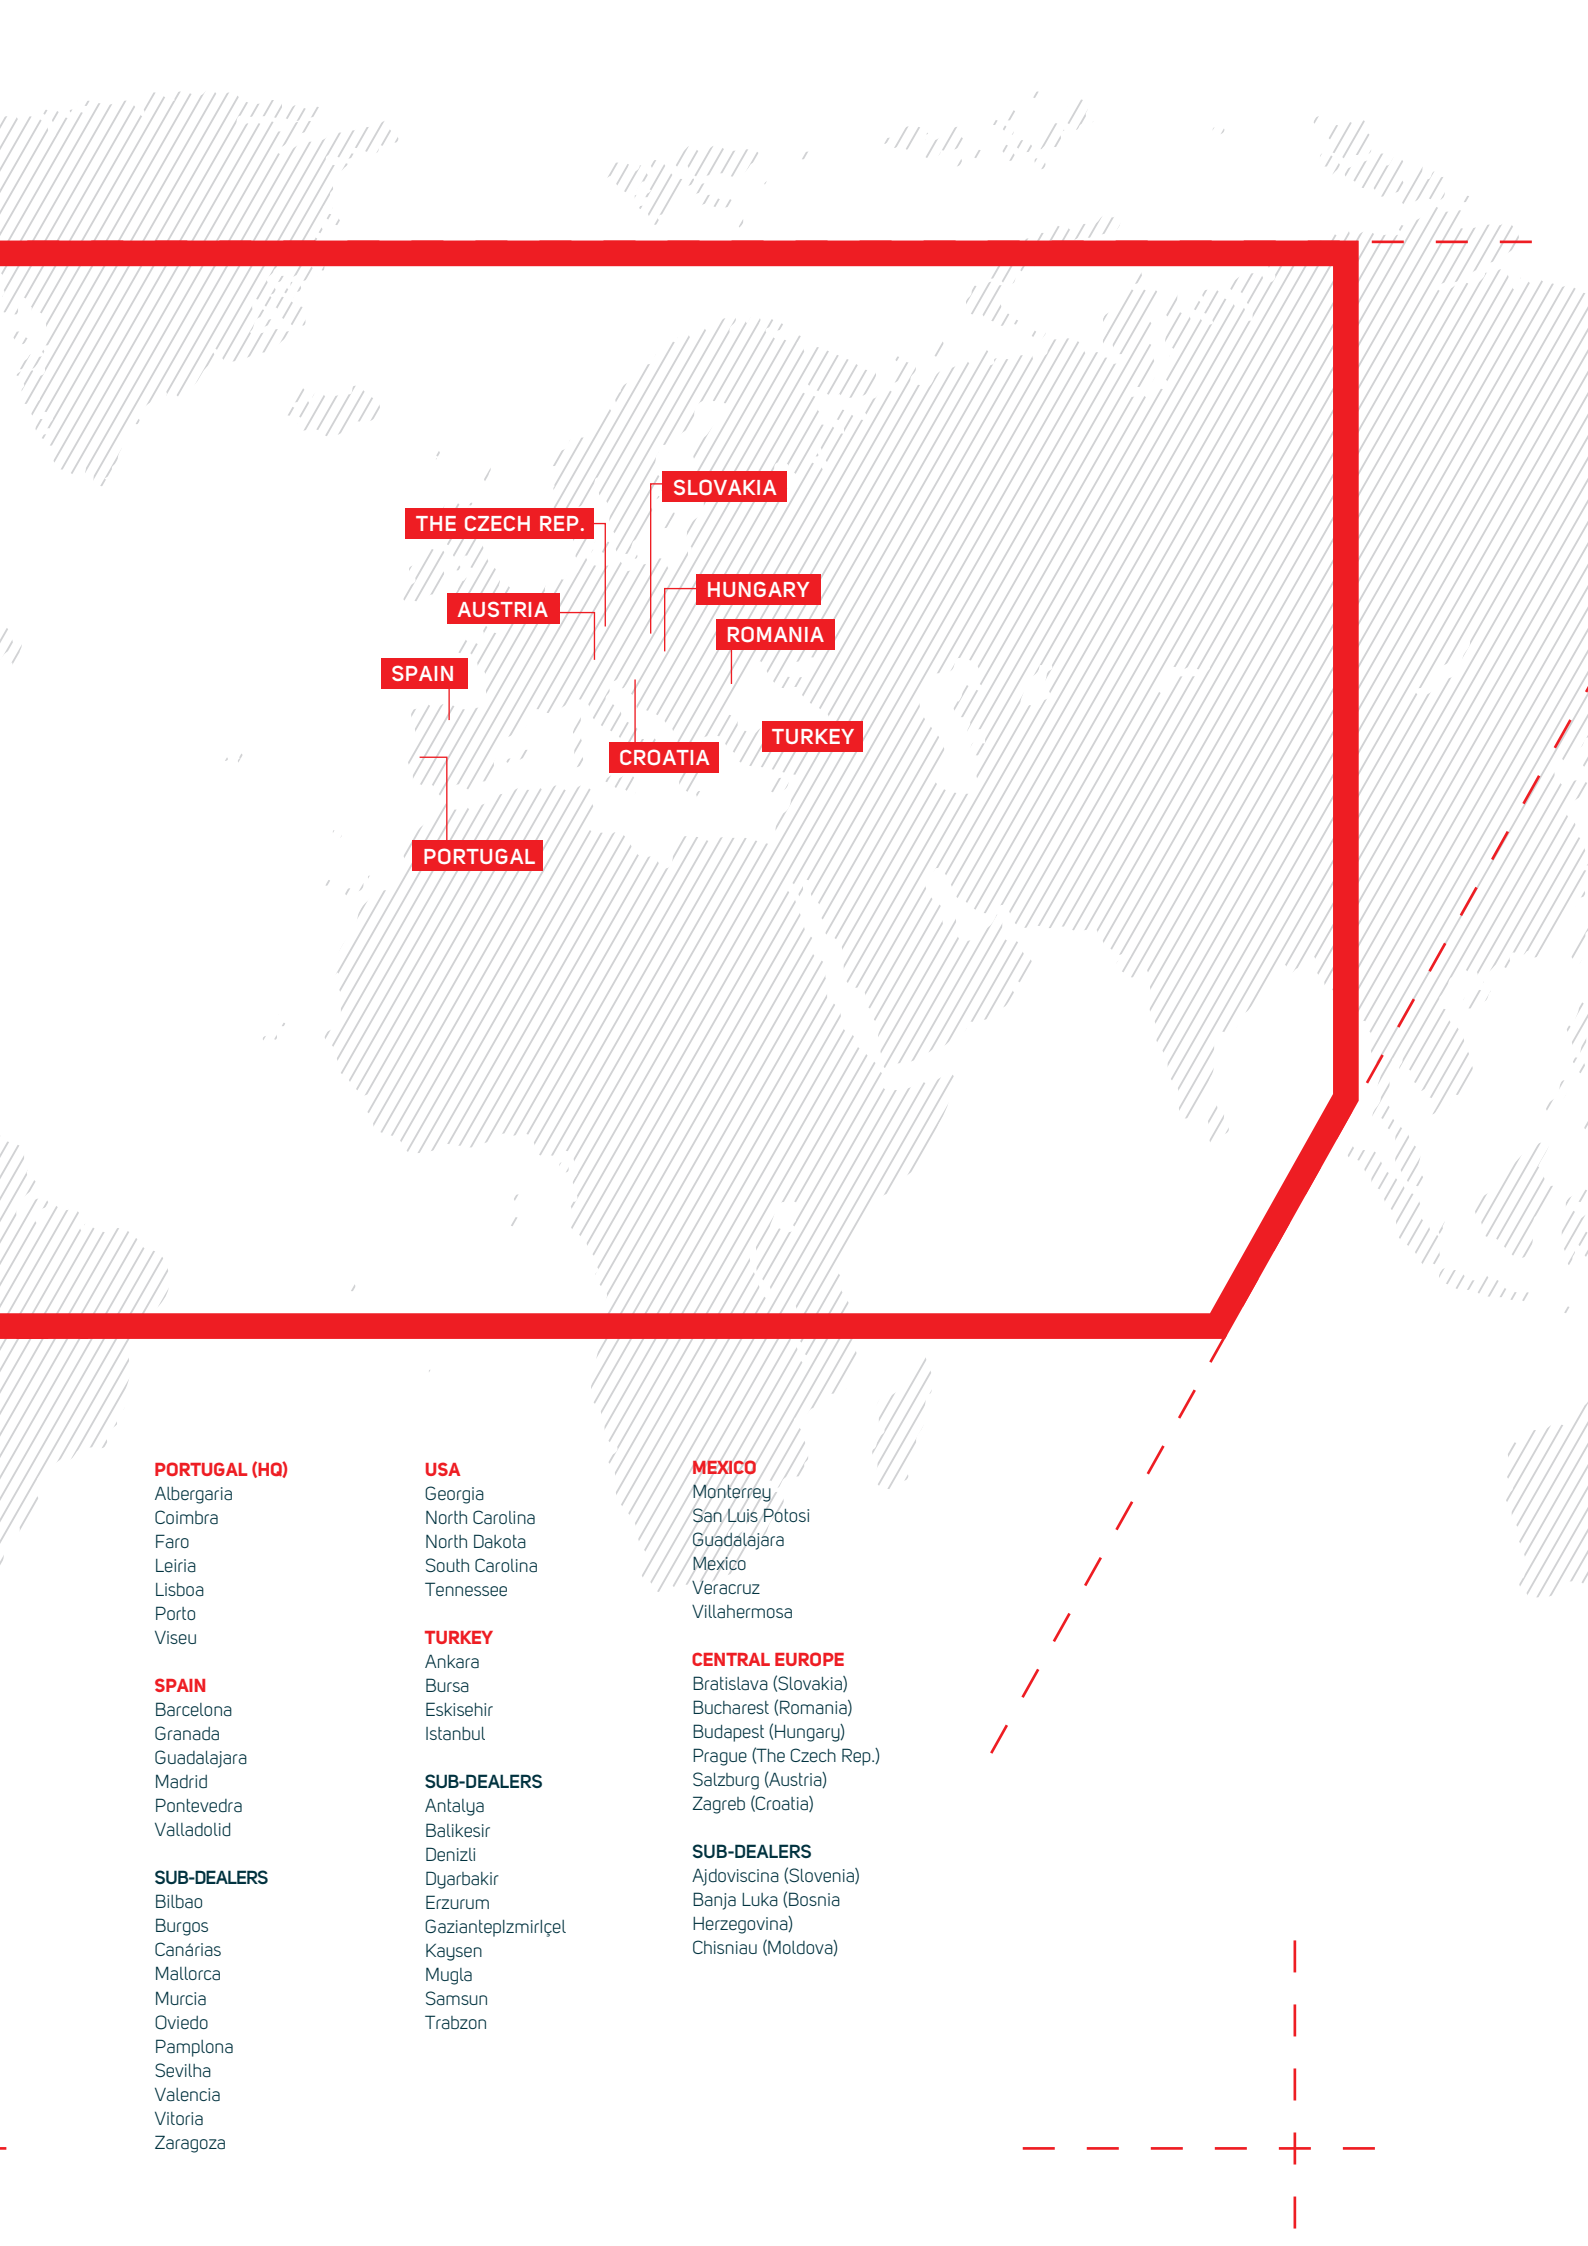 SLOVAKIA
THE CZECH REP.
HUNGARY
AUSTRIA
ROMANIA
SPAIN
TURKEY
CROATIA
PORTUGAL
PORTUGAL (HQ)
Albergaria
Coimbra
Faro
Leiria
Lisboa
Porto
Viseu
SPAIN
Barcelona
Granada
Guadalajara
Madrid
Pontevedra
Valladolid
SUB-DEALERS
Bilbao
Burgos
Canárias
Mallorca
Murcia
Oviedo
Pamplona
Sevilha
Valencia
Vitoria
Zaragoza
USA
Georgia
North Carolina
North Dakota
South Carolina
Tennessee
TURKEY
Ankara
Bursa
Eskisehir
Istanbul
SUB-DEALERS
Antalya
Balikesir
Denizli
Dyarbakir
Erzurum
GaziantepIzmirIçel
Kaysen
Mugla
Samsun
Trabzon
MEXICO
Monterrey
San Luis Potosi
Guadalajara
Mexico
Veracruz
Villahermosa
CENTRAL EUROPE
Bratislava (Slovakia)
Bucharest (Romania)
Budapest (Hungary)
Prague (The Czech Rep.)
Salzburg (Austria)
Zagreb (Croatia)
SUB-DEALERS
Ajdoviscina (Slovenia)
Banja Luka (Bosnia
Herzegovina)
Chisniau (Moldova)